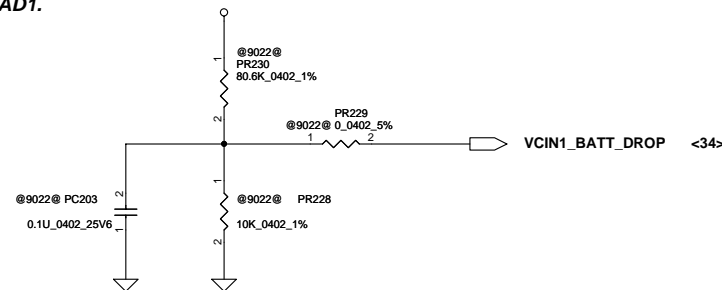 AD1.
1
@9022@
PR230
80.6K_0402_1%
2
PR229
@9022@ 0_0402_5%
1 2
VCIN1_BATT_DROP <34>
@9022@ PC203
2
0.1U_0402_25V6
1
1
@9022@ PR228
10K_0402_1%
2